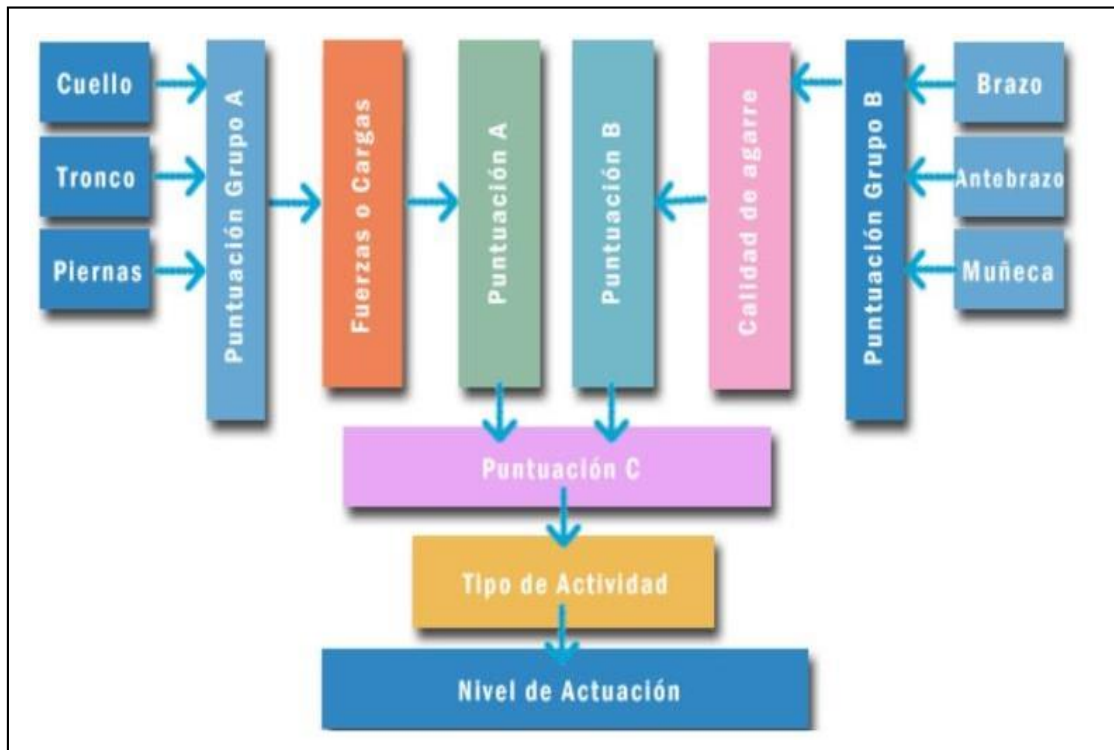 Cuello
Tronco
Piernas
Puntuación Grupo A
Fuerzas o Cargas
Puntuación A
Puntuación B
Calidad de agarre
Puntuación Grupo B
Brazo
Antebrazo
Muñeca
Puntuación C
Tipo de Actividad
Nivel de Actuación